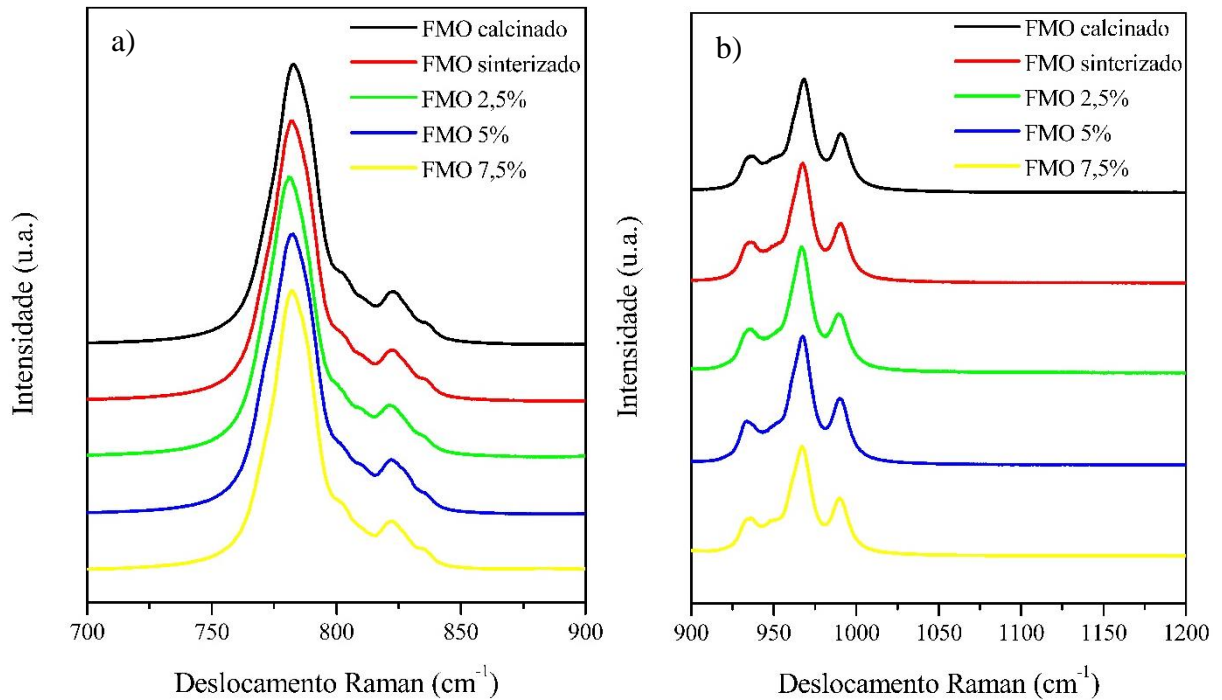 a)
FMO calcinado
FMO sinterizado
FMO 2,5%
FMO 5%
FMO 7,5%
Intensidade (u.a.)
700 750 800 850 900
Deslocamento Raman (cm⁻¹)
b)
FMO calcinado
FMO sinterizado
FMO 2,5%
FMO 5%
FMO 7,5%
Intensidade (u.a.)
900 950 1000 1050 1100 1150 1200
Deslocamento Raman (cm⁻¹)